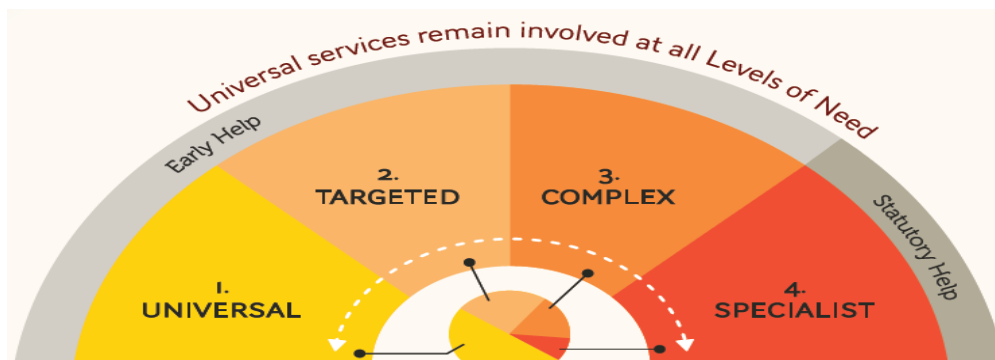 Universal services remain involved at all Levels of Need
Early Help
2.
TARGETED
3.
COMPLEX
Statutory Help
1.
UNIVERSAL
4.
SPECIALIST